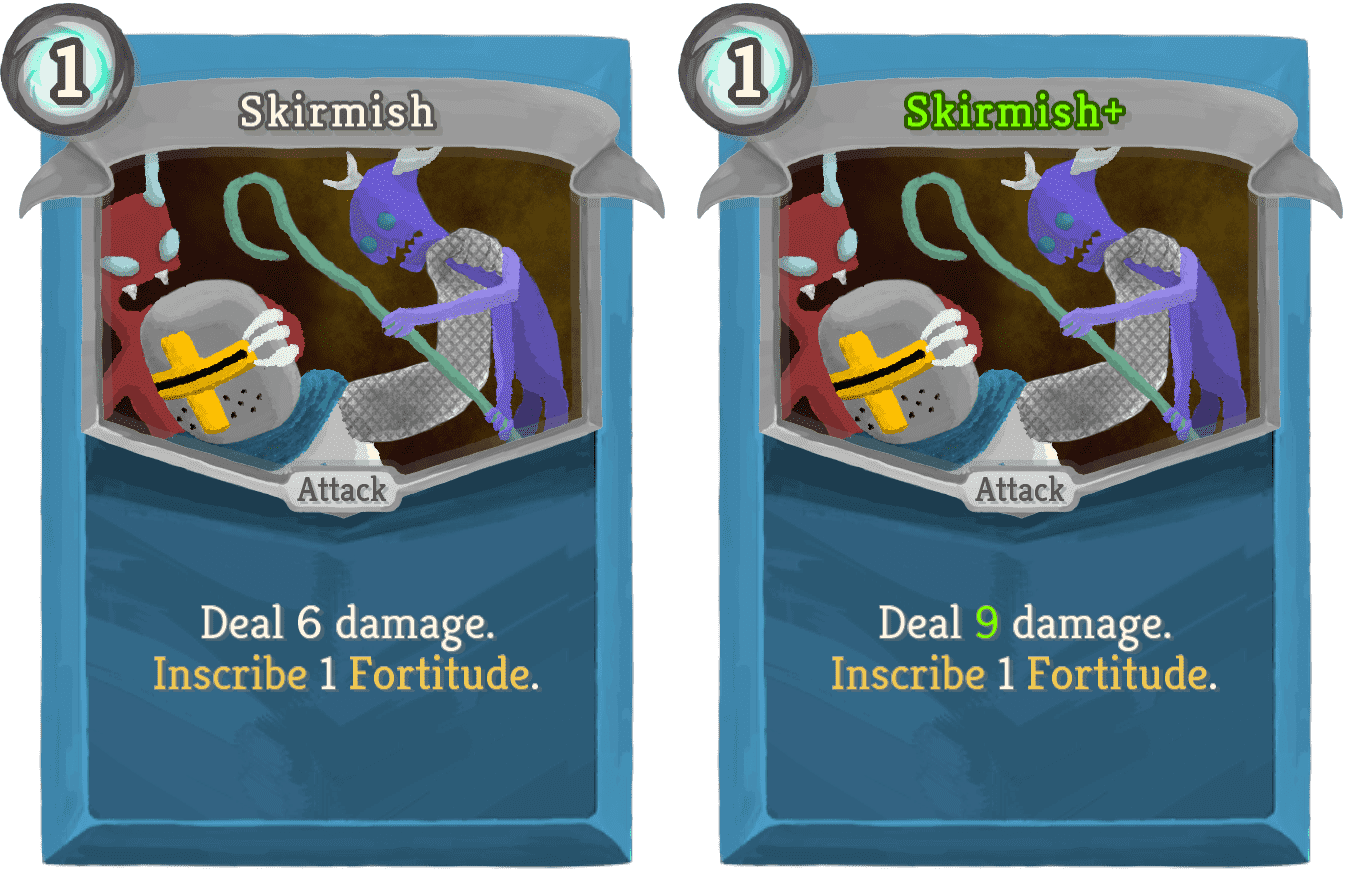 1
Skirmish
Attack
Deal 6 damage.
Inscribe 1 Fortitude.
1
Skirmish+
Attack
Deal 9 damage.
Inscribe 1 Fortitude.